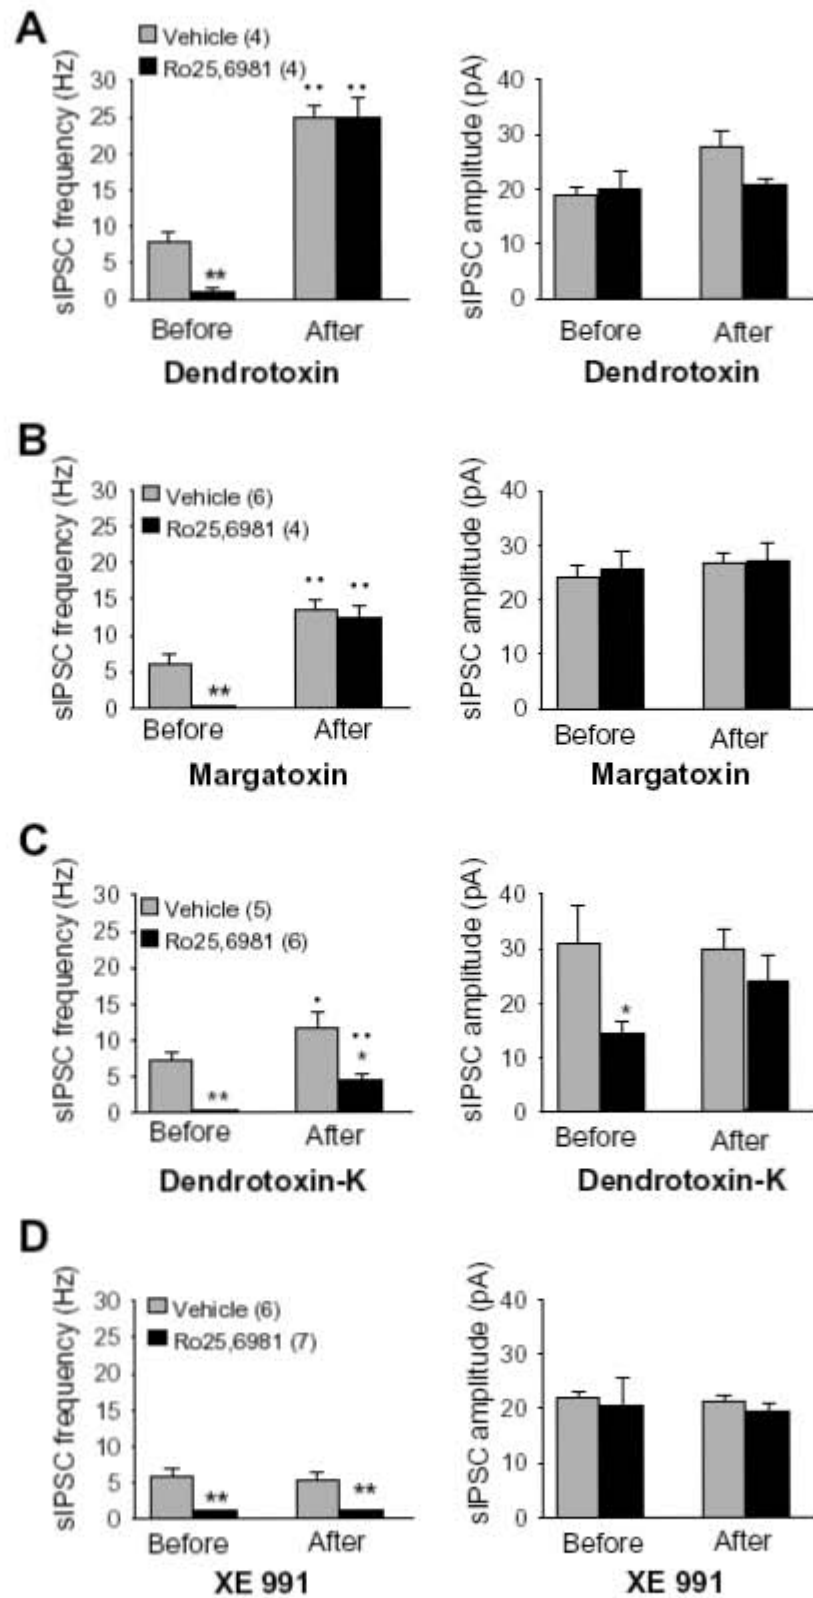 A
Vehicle (4)
Ro25,6981 (4)
sIPSC frequency (Hz)
30
25
20
15
10
5
0
**
••
••
Before
After
Dendrotoxin
sIPSC amplitude (pA)
40
30
20
10
0
Before
After
Dendrotoxin
B
Vehicle (6)
Ro25,6981 (4)
sIPSC frequency (Hz)
30
25
20
15
10
5
0
**
••
••
Before
After
Margatoxin
sIPSC amplitude (pA)
40
30
20
10
0
Before
After
Margatoxin
C
Vehicle (5)
Ro25,6981 (6)
sIPSC frequency (Hz)
30
25
20
15
10
5
0
**
•
••
*
Before
After
Dendrotoxin-K
sIPSC amplitude (pA)
40
30
20
10
0
*
Before
After
Dendrotoxin-K
D
Vehicle (6)
Ro25,6981 (7)
sIPSC frequency (Hz)
30
25
20
15
10
5
0
**
**
Before
After
XE 991
sIPSC amplitude (pA)
40
30
20
10
0
Before
After
XE 991